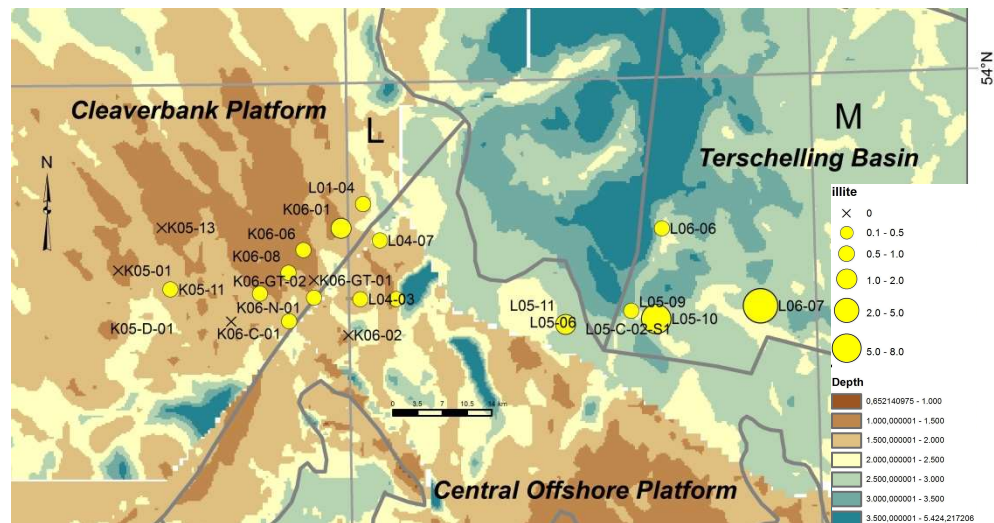 54°N
Cleaverbank Platform
L
M
Terschelling Basin
N
L01-04
K06-01
K05-13
K06-06
L04-07
L06-06
K06-08
K05-01
K06-GT-02
K06-GT-01
K05-11
L04-03
L05-11
L05-09
L06-07
K06-N-01
L05-06
L05-10
K05-D-01
K06-C-01
K06-02
L05-C-02-S1
0 3.5 7 10.5 14 km
Central Offshore Platform
illite
0
0.1 - 0.5
0.5 - 1.0
1.0 - 2.0
2.0 - 5.0
5.0 - 8.0
Depth
0,652140975 - 1.000
1.000,000001 - 1.500
1.500,000001 - 2.000
2.000,000001 - 2.500
2.500,000001 - 3.000
3.000,000001 - 3.500
3.500,000001 - 5.424,217206